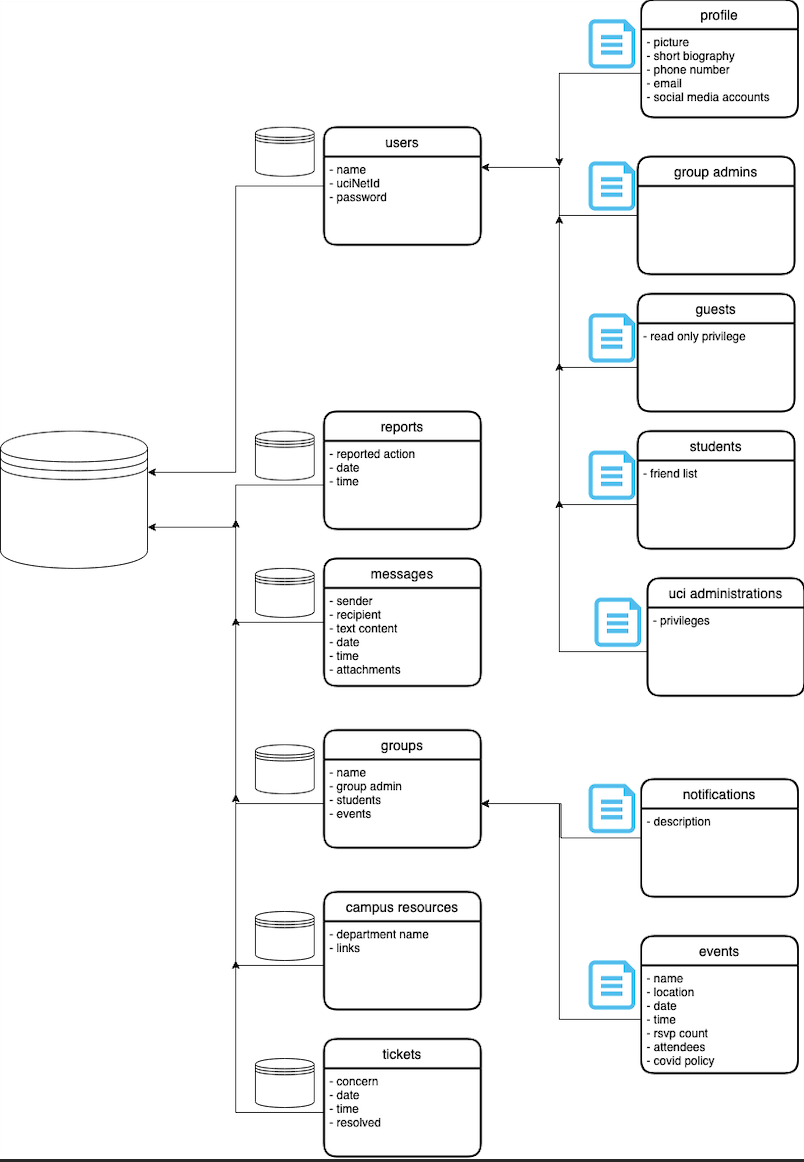 profile
- picture
- short biography
- phone number
- email
- social media accounts
users
- name
- uciNetId
- password
group admins
guests
- read only privilege
reports
- reported action
- date
- time
students
- friend list
messages
- sender
- recipient
- text content
- date
- time
- attachments
uci administrations
- privileges
groups
- name
- group admin
- students
- events
notifications
- description
campus resources
- department name
- links
events
- name
- location
- date
- time
- rsvp count
- attendees
- covid policy
tickets
- concern
- date
- time
- resolved